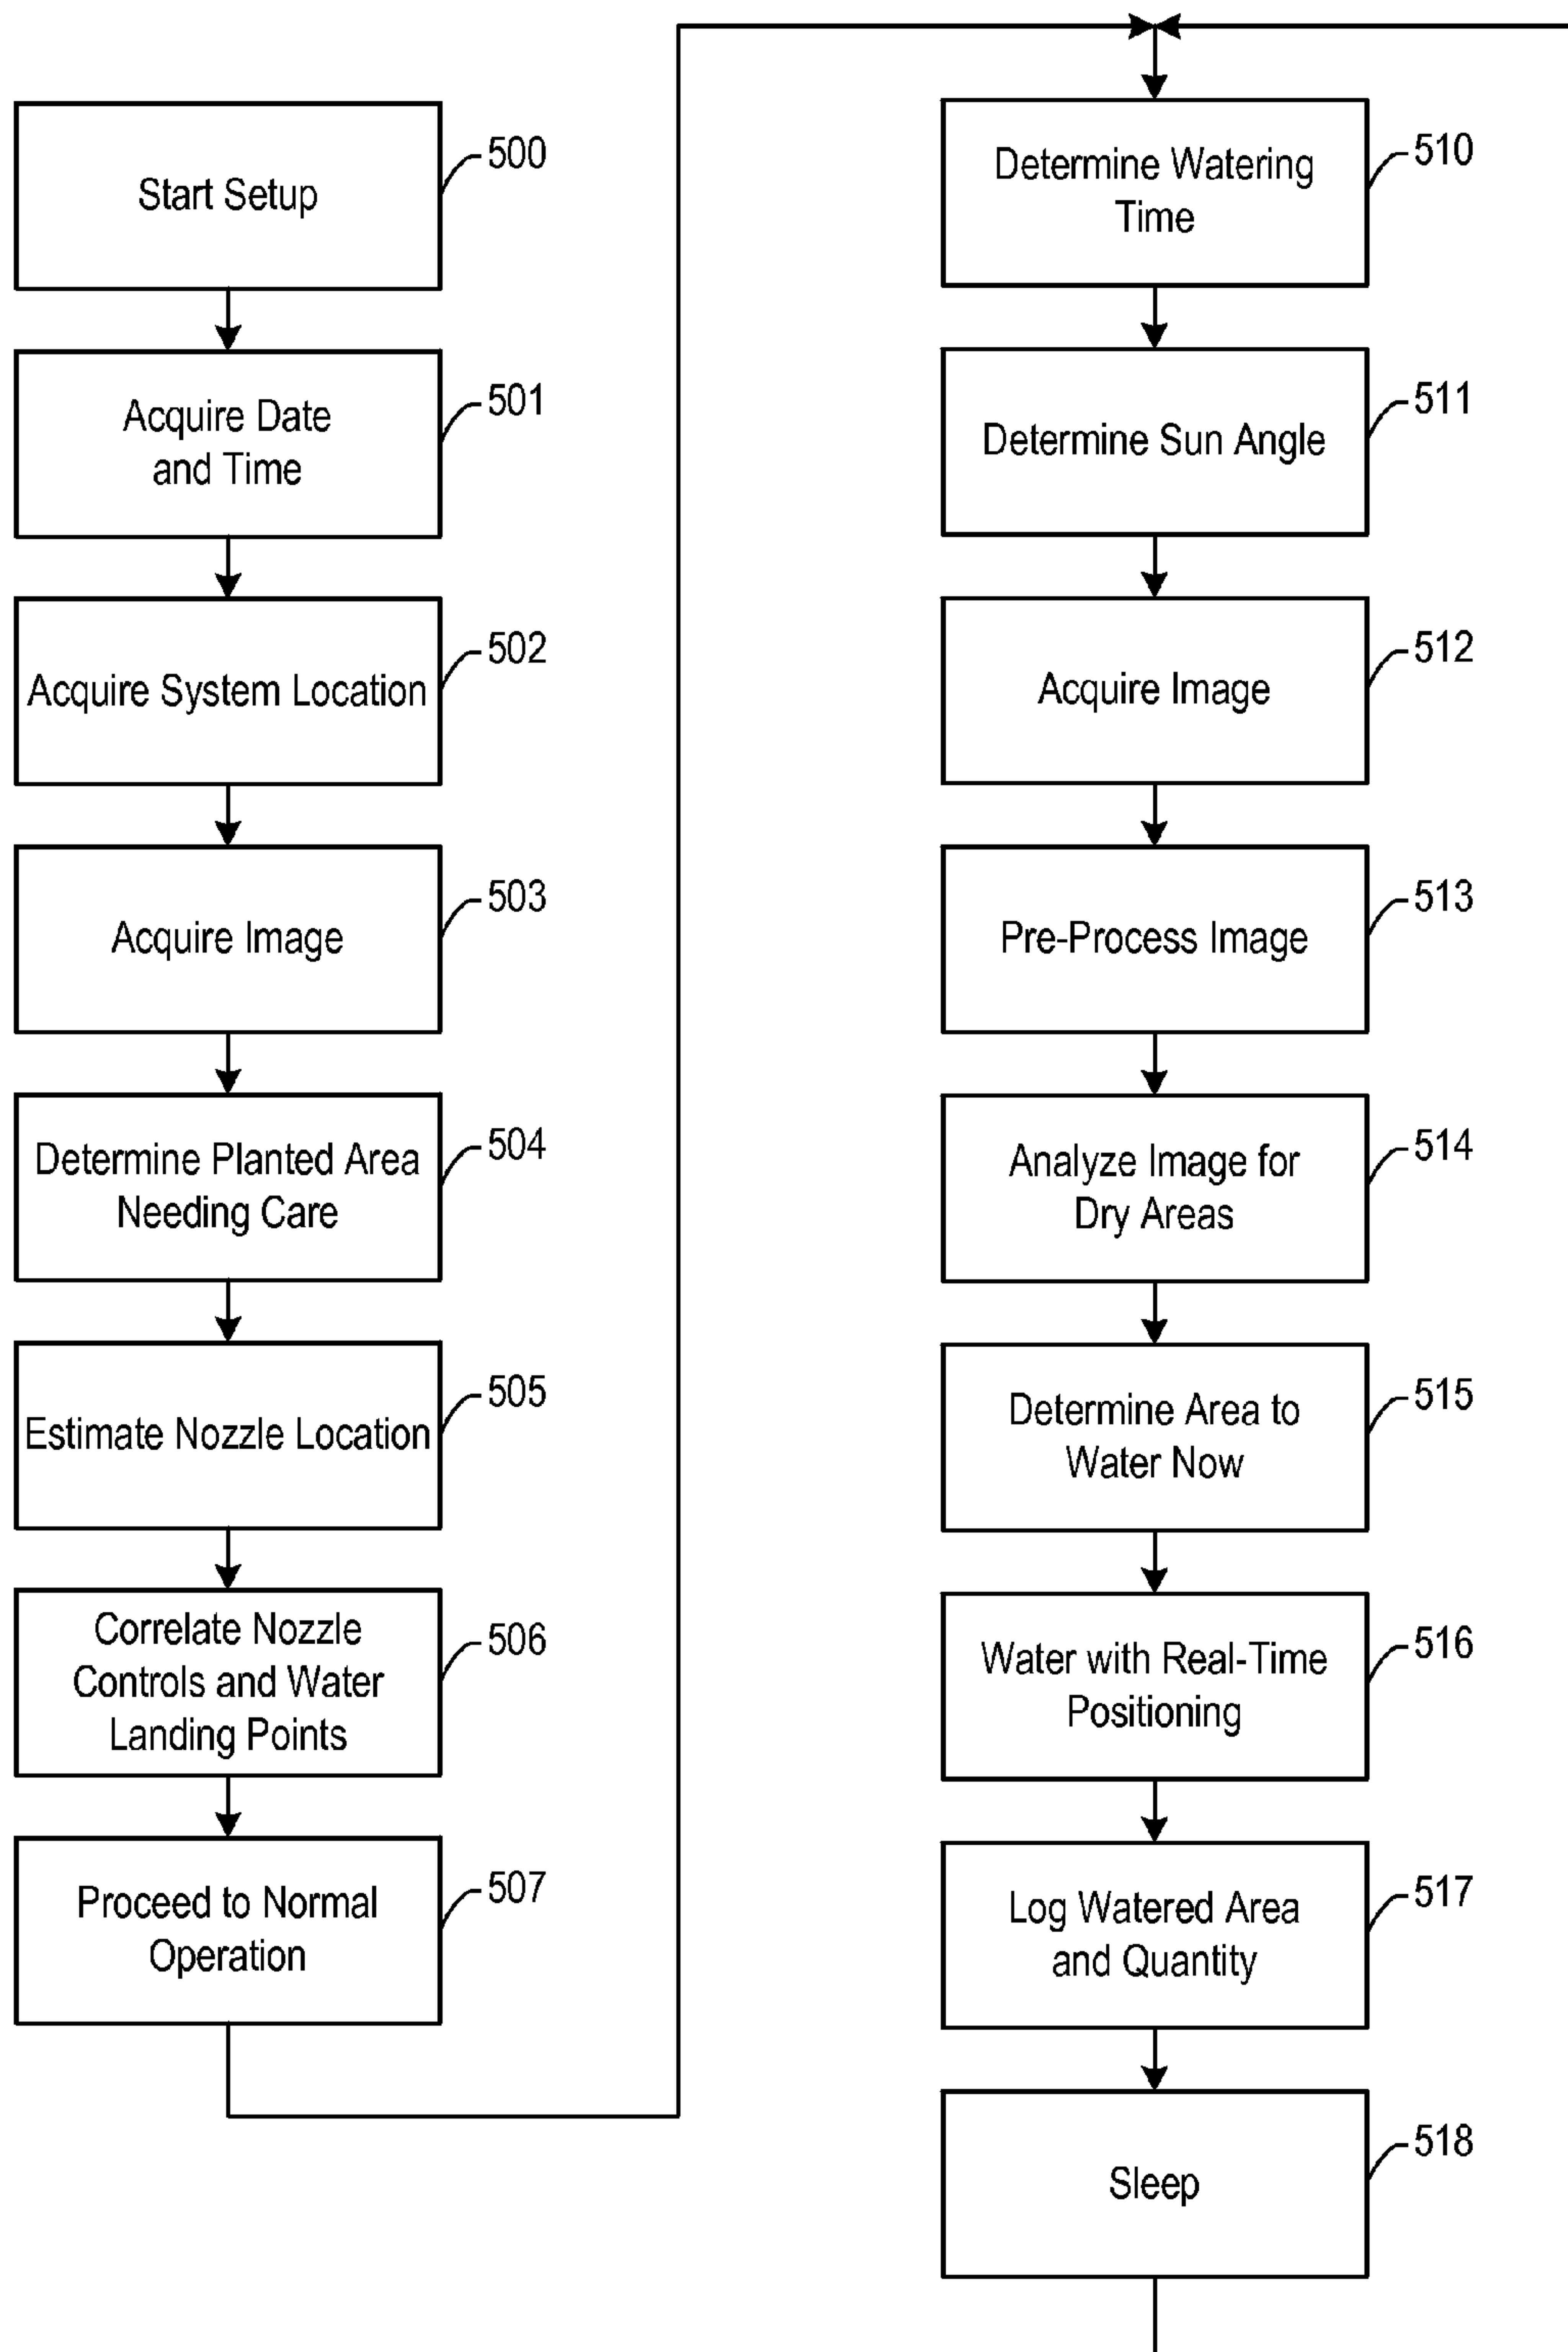 Start Setup
500
Acquire Date
and Time
501
Acquire System Location
502
Acquire Image
503
Determine Planted Area
Needing Care
504
Estimate Nozzle Location
505
Correlate Nozzle
Controls and Water
Landing Points
506
Proceed to Normal
Operation
507
Determine Watering
Time
510
Determine Sun Angle
511
Acquire Image
512
Pre-Process Image
513
Analyze Image for
Dry Areas
514
Determine Area to
Water Now
515
Water with Real-Time
Positioning
516
Log Watered Area
and Quantity
517
Sleep
518